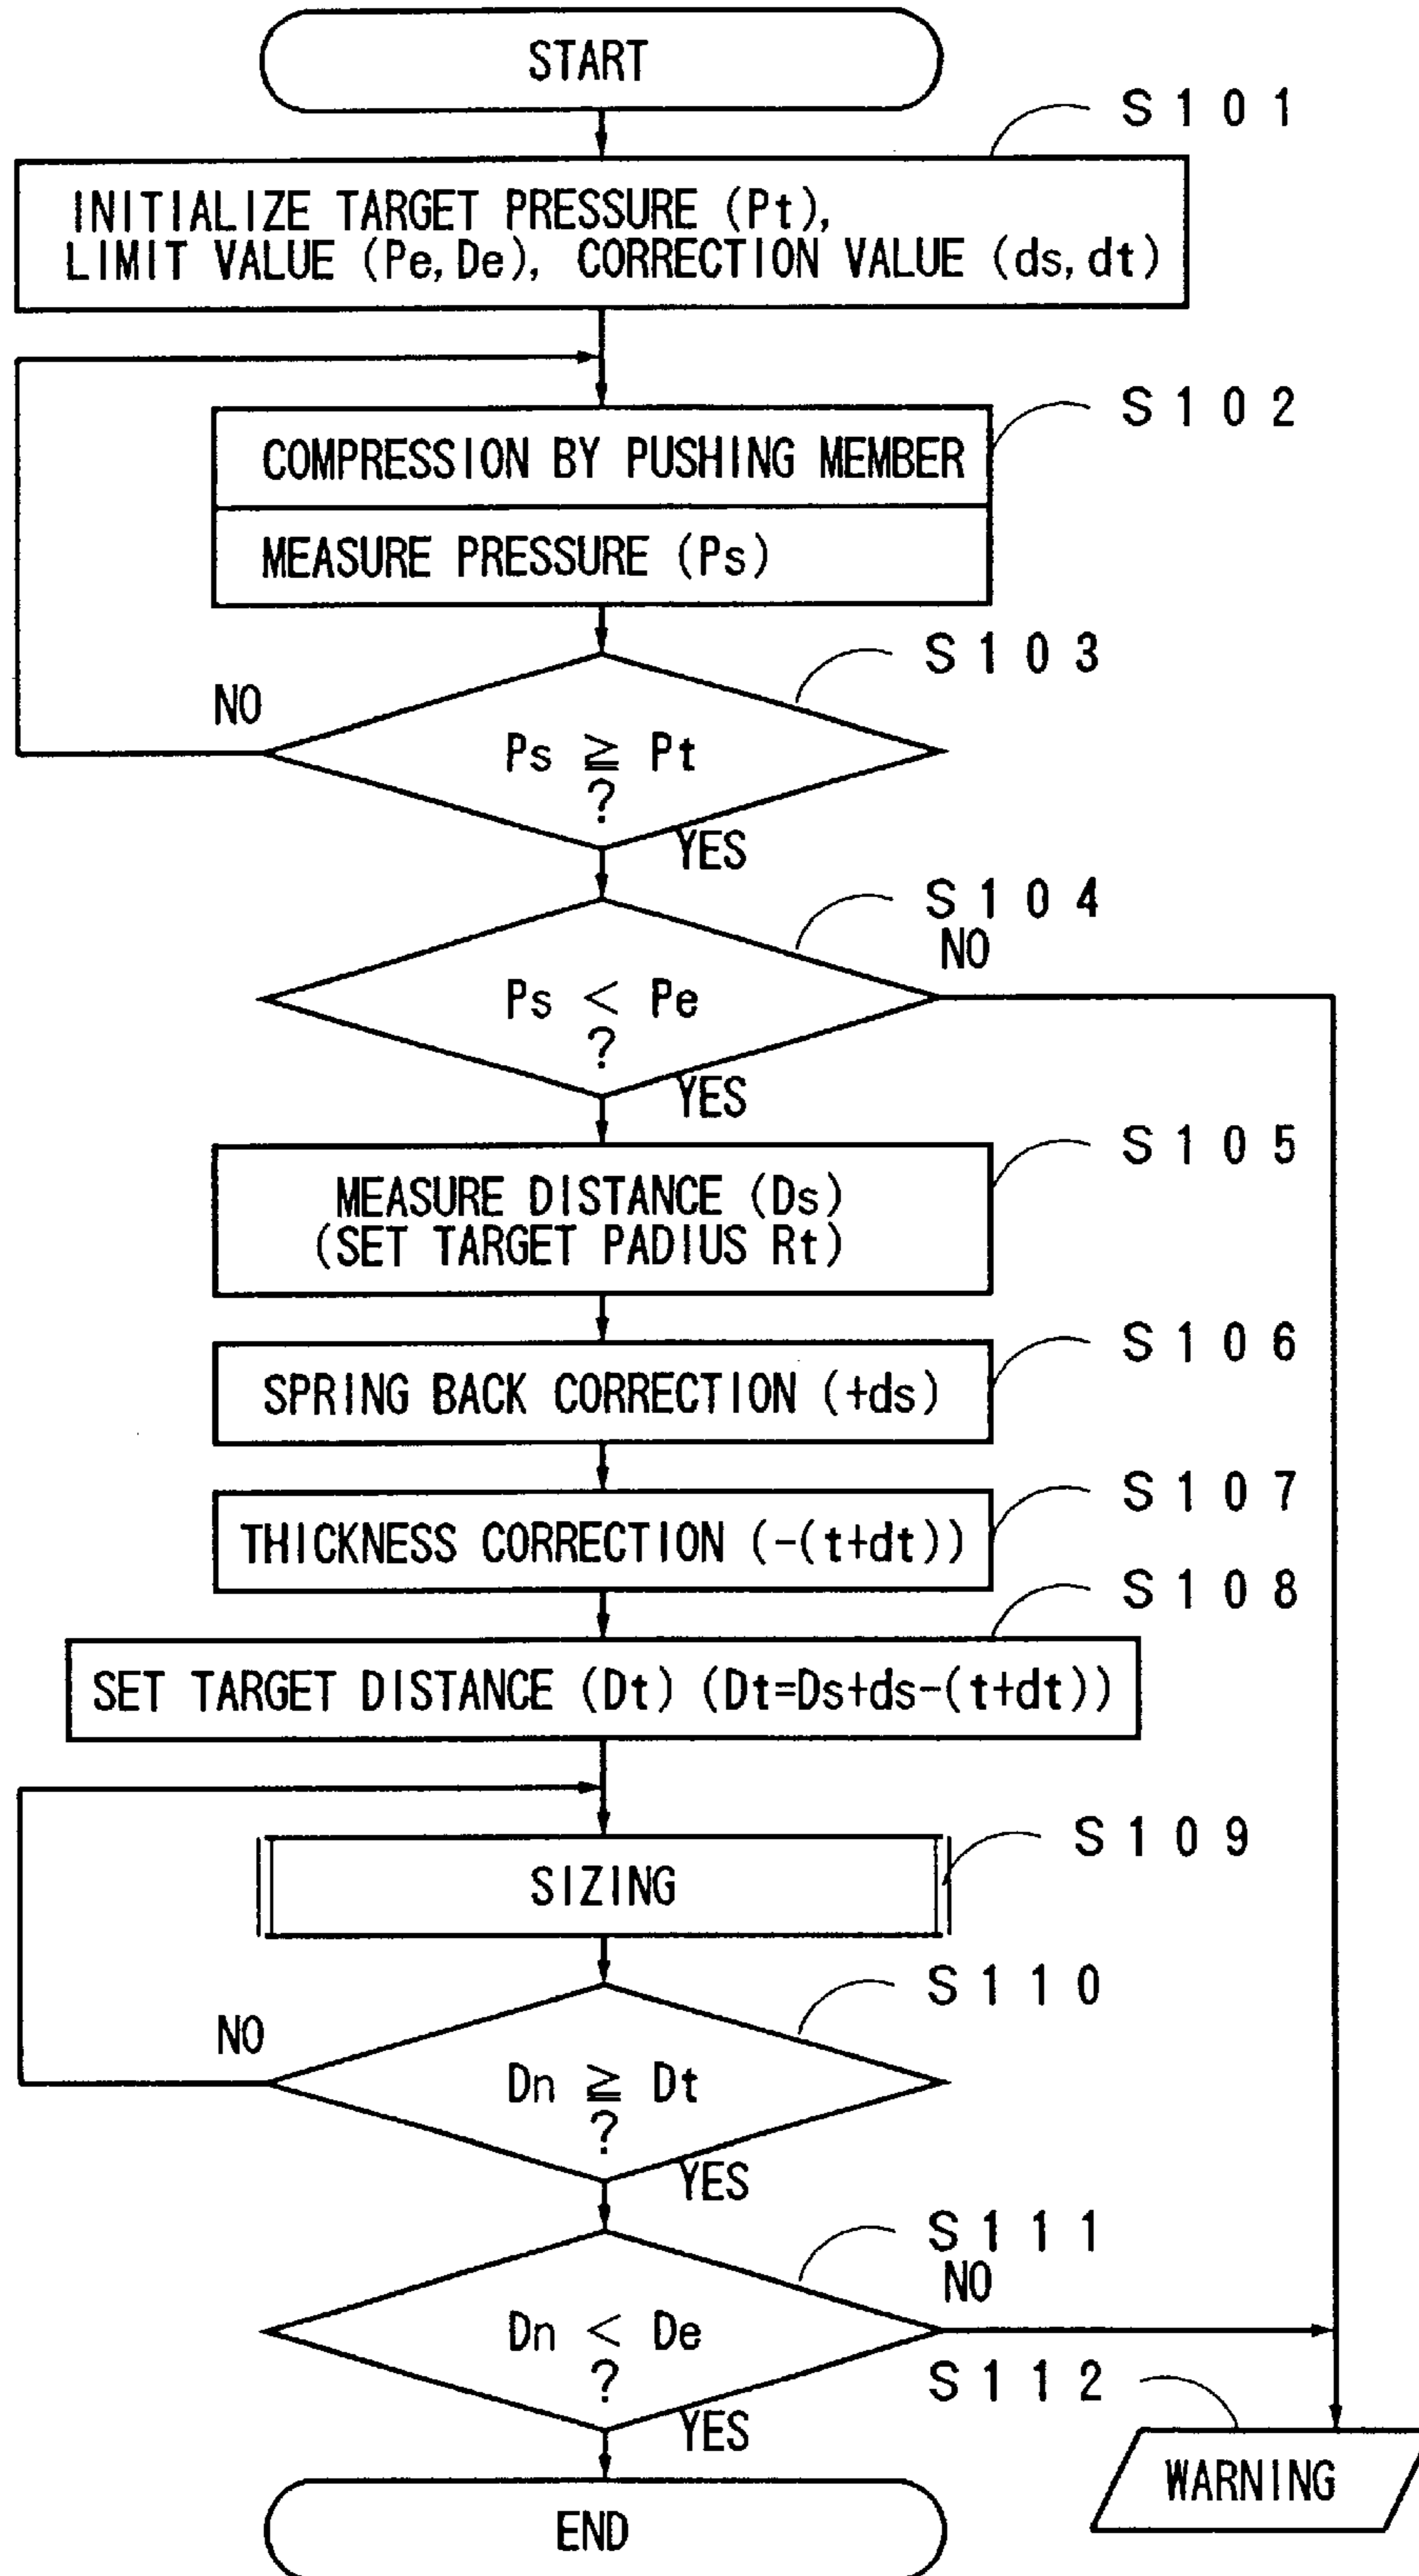 START
S101
INITIALIZE TARGET PRESSURE (Pt),
LIMIT VALUE (Pe,De), CORRECTION VALUE (ds,dt)
S102
COMPRESSION BY PUSHING MEMBER
MEASURE PRESSURE (Ps)
S103
NO
Ps ≧ Pt
?
YES
S104
NO
Ps < Pe
?
YES
S105
MEASURE DISTANCE (Ds)
(SET TARGET PADIUS Rt)
S106
SPRING BACK CORRECTION (+ds)
S107
THICKNESS CORRECTION (-(t+dt))
S108
SET TARGET DISTANCE (Dt) (Dt=Ds+ds-(t+dt))
S109
SIZING
S110
NO
Dn ≧ Dt
?
YES
S111
NO
Dn < De
?
YES
S112
WARNING
END